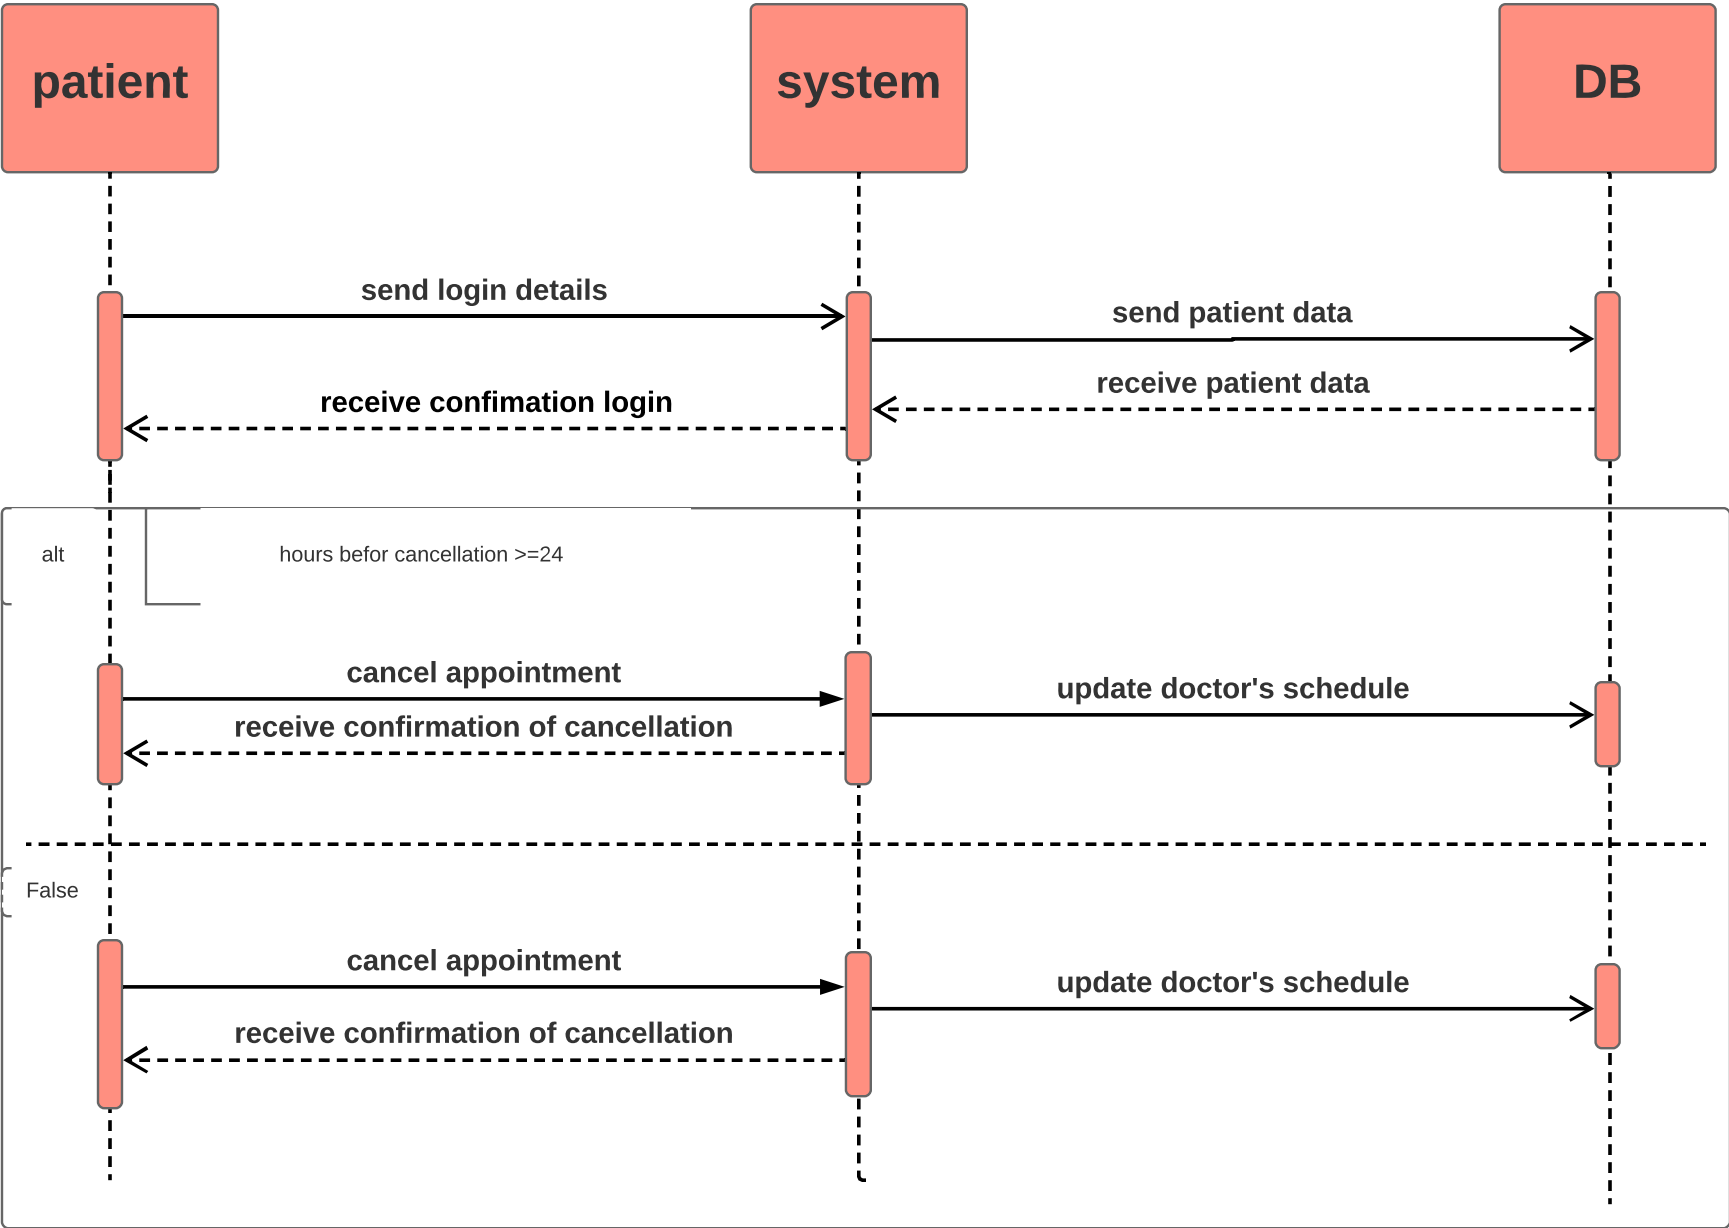 patient
system
DB
send login details
send patient data
receive patient data
receive confimation login
alt
hours befor cancellation >=24
cancel appointment
update doctor's schedule
receive confirmation of cancellation
False
cancel appointment
update doctor's schedule
receive confirmation of cancellation